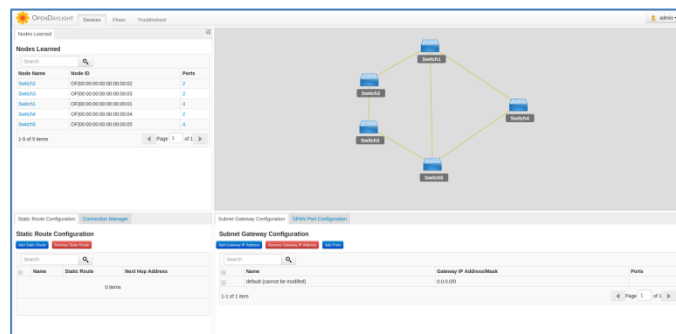 OPENDAYLIGHT Devices Flows Troubleshoot admin
Nodes Learned
Nodes Learned
Search
Node Name Node ID Ports
Switch2 OF|00:00:00:00:00:00:00:02 2
Switch3 OF|00:00:00:00:00:00:00:03 2
Switch1 OF|00:00:00:00:00:00:00:01 4
Switch4 OF|00:00:00:00:00:00:00:04 2
Switch5 OF|00:00:00:00:00:00:00:05 4
1-5 of 5 items Page 1 of 1
Switch1
Switch2
Switch4
Switch3
Switch5
Static Route Configuration Connection Manager
Static Route Configuration
Add Static Route Remove Static Route
Search
Name Static Route Next Hop Address
0 items
Subnet Gateway Configuration SPAN Port Configuration
Subnet Gateway Configuration
Add Gateway IP Address Remove Gateway IP Address Add Ports
Search
Name Gateway IP Address/Mask Ports
default (cannot be modified) 0.0.0.0/0
1-1 of 1 item Page 1 of 1